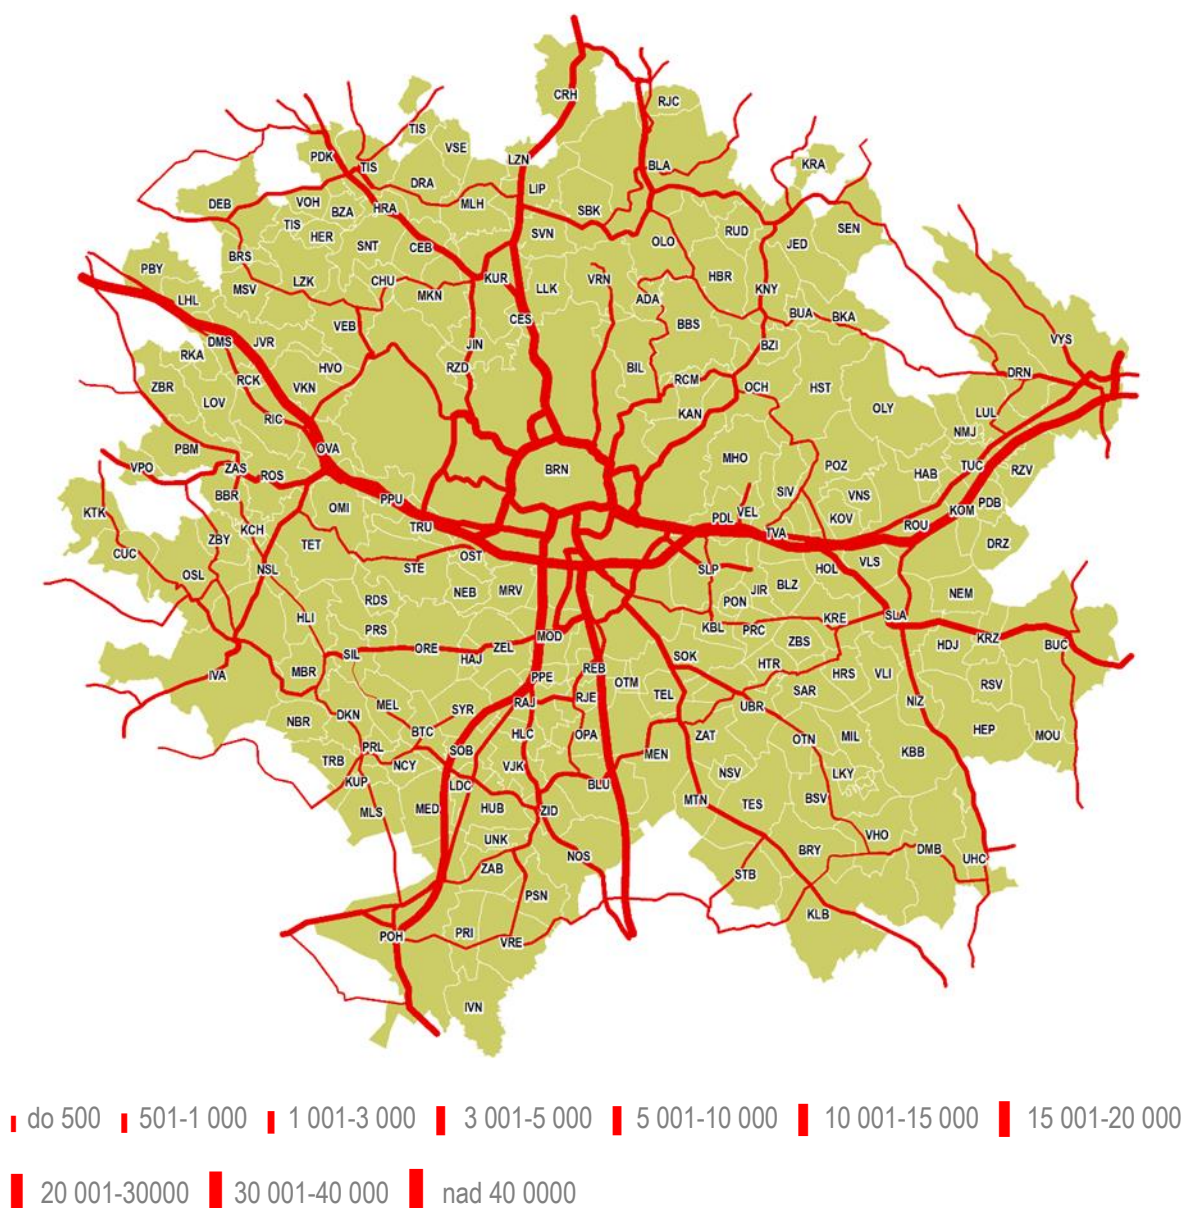 CRH
RJC
TIS
VSE
LZN
PDK
TIS
BLA
KRA
DRA
LIP
DEB
VOH
BZA
HRA
MLH
SBK
TIS
HER
SNT
CEB
SVN
OLO
RUD
JED
SEN
BRS
PBY
MSV
LZK
CHU
MKN
KUR
LLK
VRN
HBR
KNY
LHL
ADA
BUA
BKA
VEB
CES
BBS
DMS
JVR
JIN
BZI
VYS
RKA
HVO
RZD
BIL
RCM
DRN
ZBR
RCK
VKN
OCH
HST
LOV
RIC
KAN
OLY
LUL
NMJ
PBM
OVA
MHO
POZ
TUC
VPO
ZAS
ROS
BRN
HAB
RZV
BBR
OMI
PPU
SIV
VNS
PDB
KTK
KCH
TRU
PDL
VEL
KOV
ROU
KOM
CUC
ZBY
TET
TVA
DRZ
OSL
NSL
STE
OST
SLP
HOL
VLS
RDS
NEB
MRV
PON
JIR
BLZ
NEM
HLI
PRS
KBL
PRC
KRE
SLA
MOD
ZBS
HDJ
KRZ
BUC
SIL
ORE
HAJ
ZEL
SOK
HTR
IVA
MBR
PPE
REB
OTM
HRS
VLI
RSV
MEL
SYR
RAJ
RJE
TEL
SAR
UBR
NIZ
NBR
DKN
BTC
HLC
OPA
ZAT
OTN
MIL
HEP
MOU
TRB
PRL
NCY
SOB
MEN
KBB
KUP
LDC
VJK
BLU
NSV
LKY
MLS
MED
HUB
ZID
MTN
TES
BSV
UNK
VHO
ZAB
NOS
BRY
DMB
UHC
PSN
STB
POH
PRI
VRE
KLB
IVN
do 500 501-1 000 1 001-3 000 3 001-5 000 5 001-10 000 10 001-15 000 15 001-20 000
20 001-30000 30 001-40 000 nad 40 0000